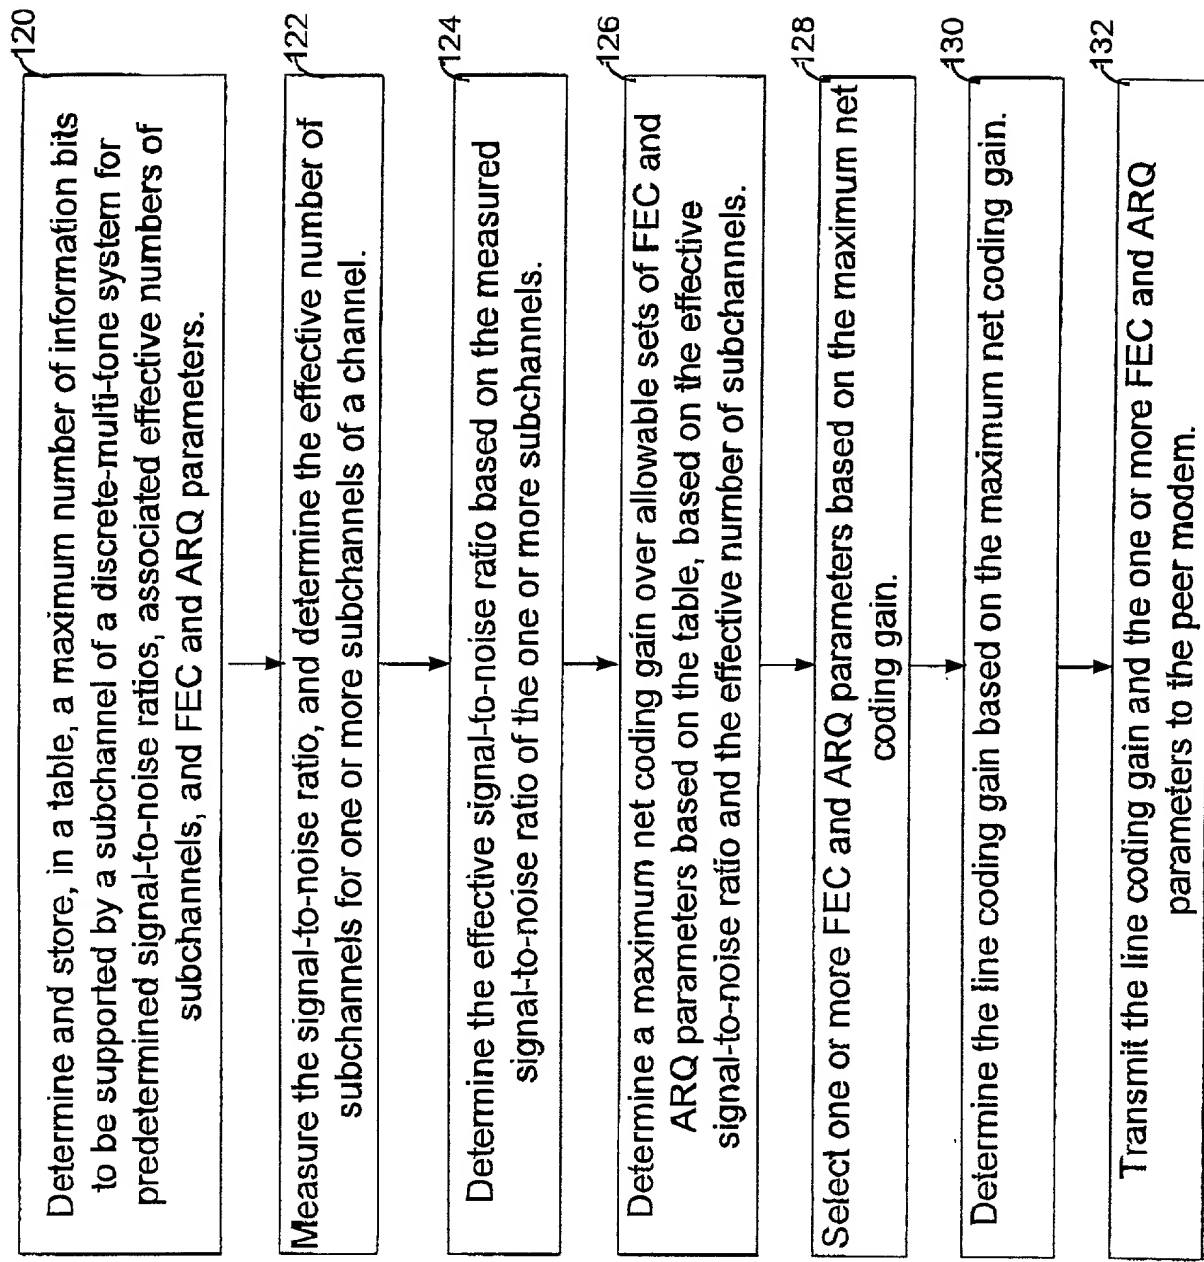 120
Determine and store, in a table, a maximum number of information bits
to be supported by a subchannel of a discrete-multi-tone system for
predetermined signal-to-noise ratios, associated effective numbers of
subchannels, and FEC and ARQ parameters.
122
Measure the signal-to-noise ratio, and determine the effective number of
subchannels for one or more subchannels of a channel.
124
Determine the effective signal-to-noise ratio based on the measured
signal-to-noise ratio of the one or more subchannels.
126
Determine a maximum net coding gain over allowable sets of FEC and
ARQ parameters based on the table, based on the effective
signal-to-noise ratio and the effective number of subchannels.
128
Select one or more FEC and ARQ parameters based on the maximum net
coding gain.
130
Determine the line coding gain based on the maximum net coding gain.
132
Transmit the line coding gain and the one or more FEC and ARQ
parameters to the peer modem.